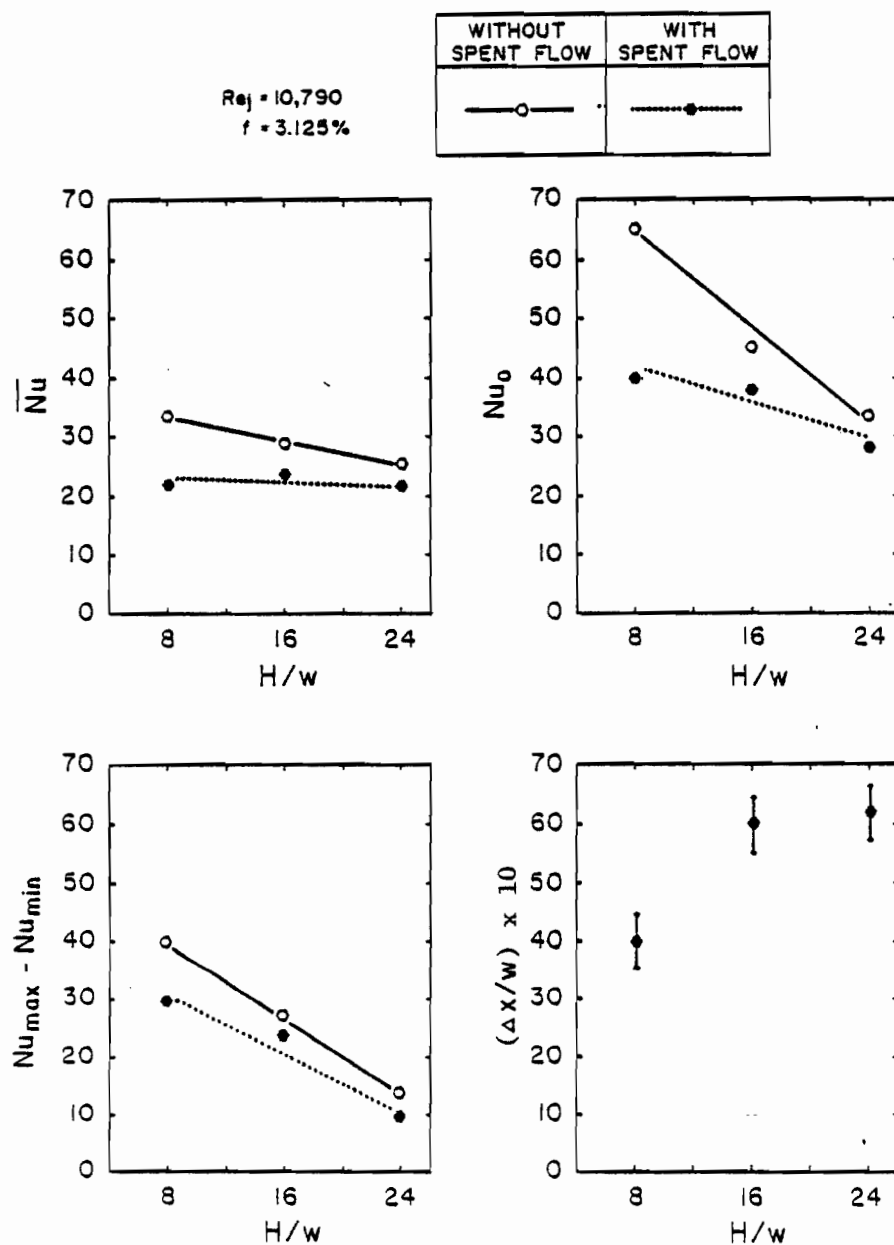 WITHOUT SPENT FLOW
WITH SPENT FLOW
Rej = 10,790
f = 3.125%
70
60
50
40
30
20
10
0
Nu
8 16 24
H/w
70
60
50
40
30
20
10
0
Nu0
8 16 24
H/w
70
60
50
40
30
20
10
0
Numax - Numin
8 16 24
H/w
70
60
50
40
30
20
10
0
(Δx/w) x 10
8 16 24
H/w